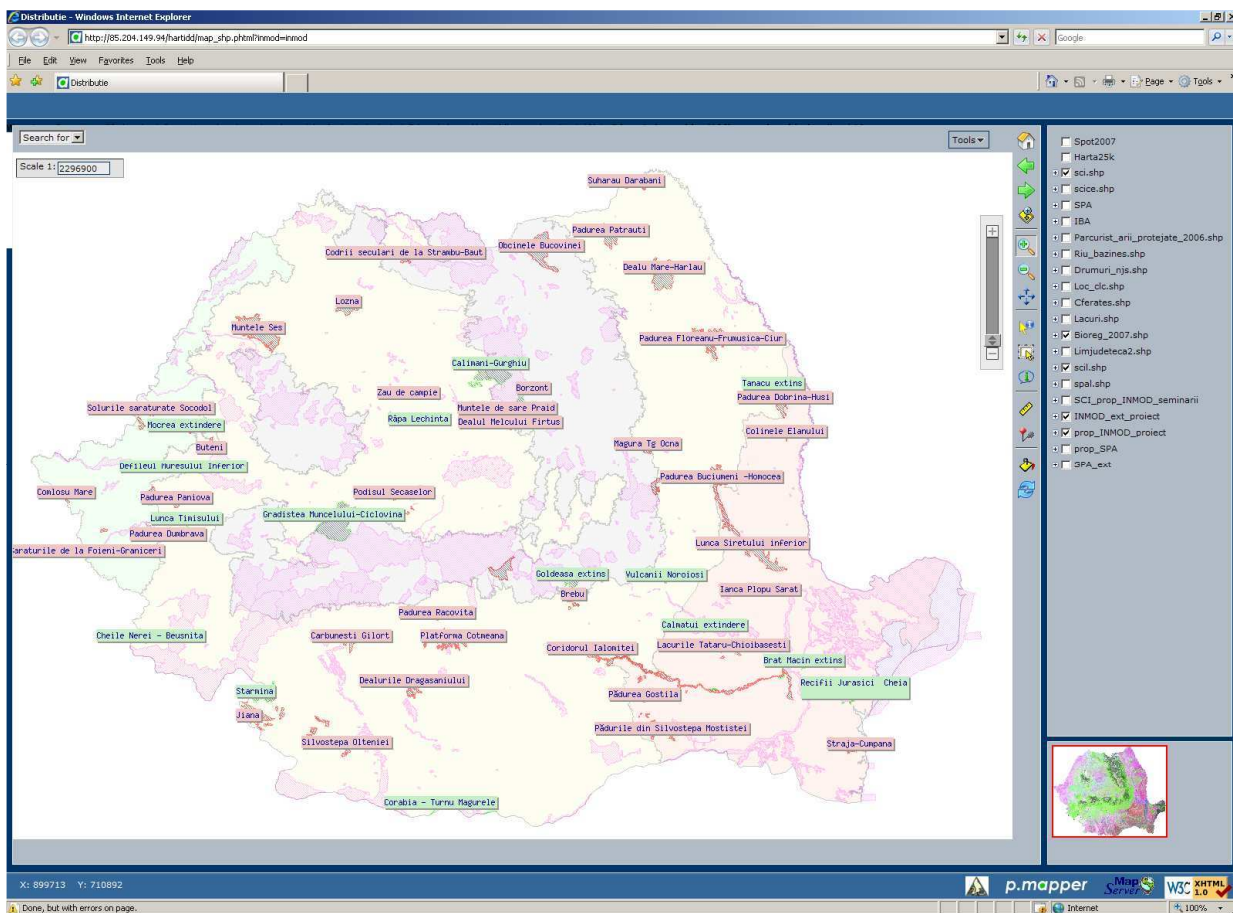 Distributie - Windows Internet Explorer
http://85.204.149.94/hartidd/map_shp.phtml?inmod=inmod
Google
File Edit View Favorites Tools Help
Distributie
Page Tools
Search for
Tools
Scale 1: 2296900
Suharau Darabani
Padurea Patrauti
Obcinele Bucovinei
Codrii seculari de la Strambu-Baut
Dealu Mare-Harlau
Lozna
Muntele Ses
Padurea Floreanu-Frumusica-Ciur
Calimani-Gurghiu
Tanacu extins
Borzont
Zau de campie
Padurea Dobrina-Husi
Solurile saraturate Socodol
Muntele de sare Praid
Râpa Lechinta
Mocrea extindere
Dealul Melcului Firtus
Colinele Elanului
Buteni
Magura Tg Ocna
Defileul Muresului Inferior
Padurea Buciumeni -Homocea
Comlosu Mare
Podisul Secaselor
Padurea Paniova
Lunca Timisului
Gradistea Muncelului-Ciclovina
Padurea Dumbrava
Lunca Siretului inferior
Saraturile de la Foieni-Graniceri
Goldeasa extins
Vulcanii Noroiosi
Ianca Plopu Sarat
Brebu
Padurea Racovita
Calmatui extindere
Cheile Nerei - Beusnita
Carbunesti Gilort
Platforma Cotmeana
Coridorul Ialomitei
Lacurile Tataru-Chioibasesti
Brat Macin extins
Dealurile Dragasaniului
Recifii Jurasici Cheia
Starmina
Pădurea Gostila
Jiana
Pădurile din Silvostepa Mostistei
Silvostepa Olteniei
Straja-Cumpana
Corabia - Turnu Magurele
Spot2007
Harta25k
sci.shp
scice.shp
SPA
IBA
Parcurist_arii_protejate_2006.shp
Riu_bazines.shp
Drumuri_njs.shp
Loc_clc.shp
Cferates.shp
Lacuri.shp
Bioreg_2007.shp
Limjudeteca2.shp
scil.shp
spal.shp
SCI_prop_INMOD_seminarii
INMOD_ext_proiect
prop_INMOD_proiect
prop_SPA
SPA_ext
X: 899713 Y: 710892
p.mapper
Map Server
W3C XHTML 1.0
Done, but with errors on page.
Internet
100%